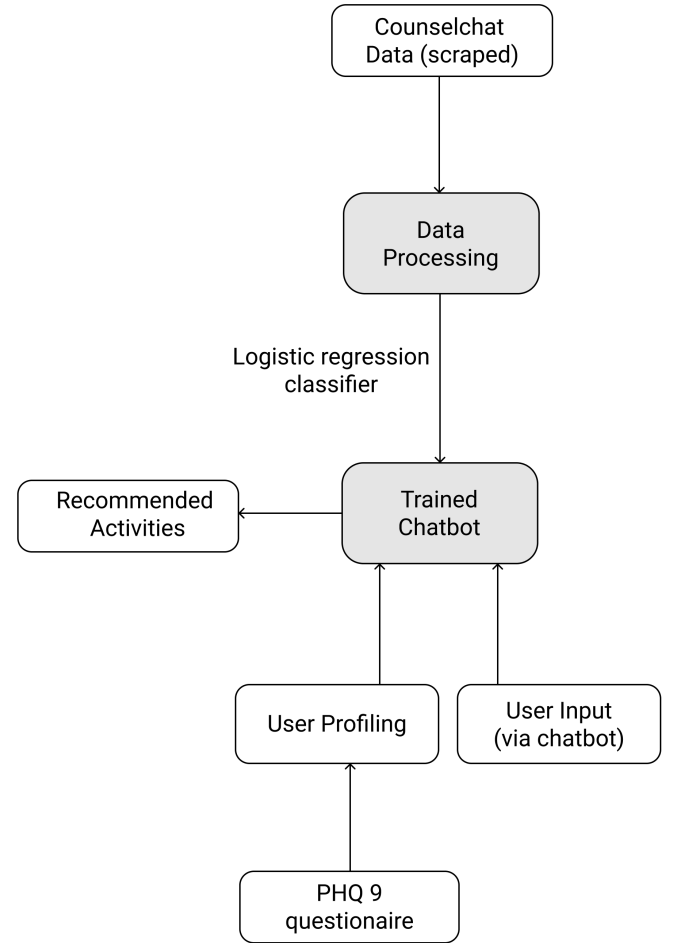 Counselchat
Data (scraped)
Data
Processing
Logistic regression
classifier
Recommended
Activities
Trained
Chatbot
User Profiling
User Input
(via chatbot)
PHQ 9
questionaire